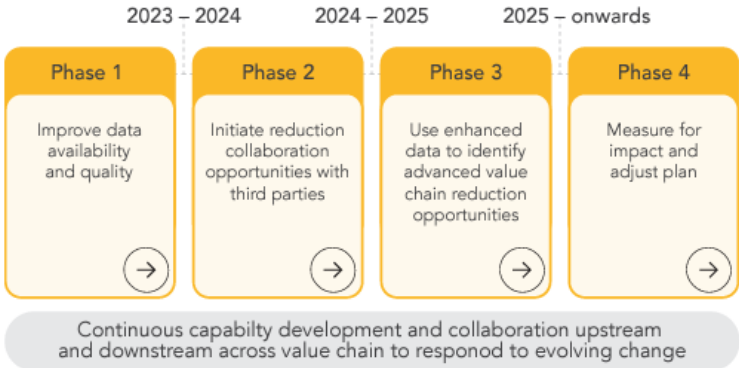 2023 – 2024
2024 – 2025
2025 – onwards
Phase 1
Improve data
availability
and quality
Phase 2
Initiate reduction
collaboration
opportunities with
third parties
Phase 3
Use enhanced
data to identify
advanced value
chain reduction
opportunities
Phase 4
Measure for
impact and
adjust plan
Continuous capabilty development and collaboration upstream
and downstream across value chain to responod to evolving change